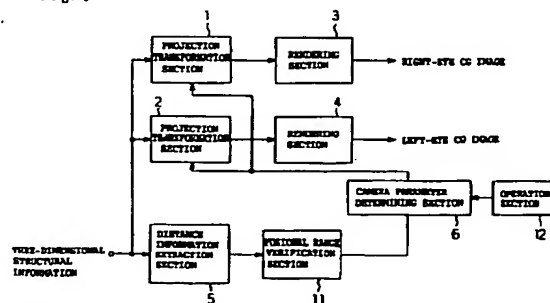 1
PROJECTION
TRANSFORMATION
SECTION
3
RENDERING
SECTION
RIGHT-EYE CG IMAGE
2
PROJECTION
TRANSFORMATION
SECTION
4
RENDERING
SECTION
LEFT-EYE CG IMAGE
CAMERA PARAMETER
DETERMINING SECTION
6
OPERATION
SECTION
12
THREE-DIMENSIONAL
STRUCTURAL
INFORMATION
DISTANCE
INFORMATION
EXTRACTION
SECTION
5
FUSIONAL RANGE
VERIFICATION
SECTION
11